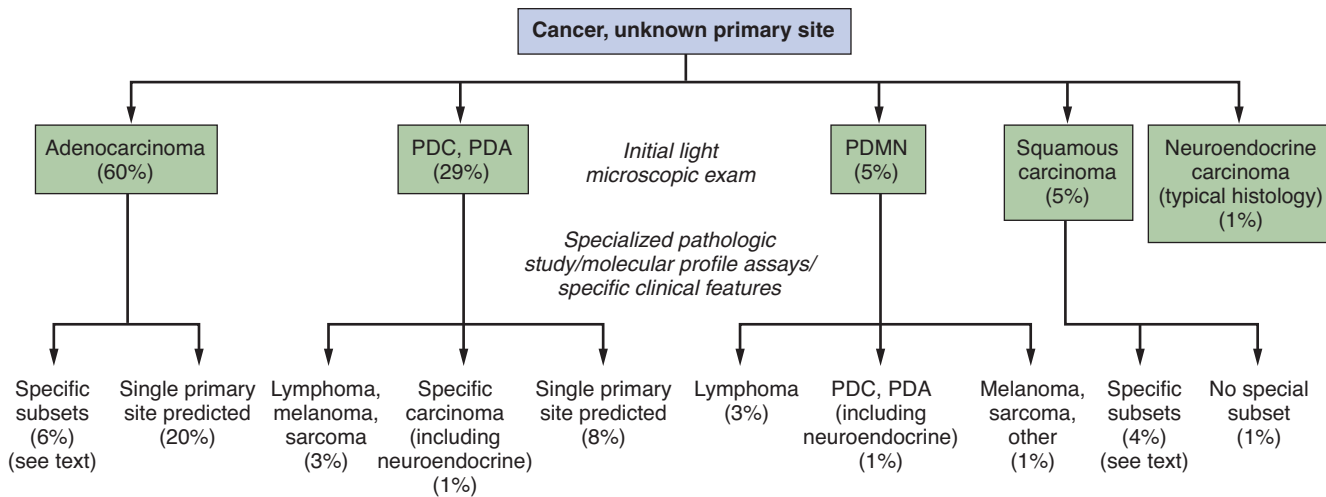 Cancer, unknown primary site
Adenocarcinoma
(60%)
PDC, PDA
(29%)
Initial light
microscopic exam
PDMN
(5%)
Squamous
carcinoma
(5%)
Neuroendocrine
carcinoma
(typical histology)
(1%)
Specialized pathologic
study/molecular profile assays/
specific clinical features
Specific
subsets
(6%)
(see text)
Single primary
site predicted
(20%)
Lymphoma,
melanoma,
sarcoma
(3%)
Specific
carcinoma
(including
neuroendocrine)
(1%)
Single primary
site predicted
(8%)
Lymphoma
(3%)
PDC, PDA
(including
neuroendocrine)
(1%)
Melanoma,
sarcoma,
other
(1%)
Specific
subsets
(4%)
(see text)
No special
subset
(1%)